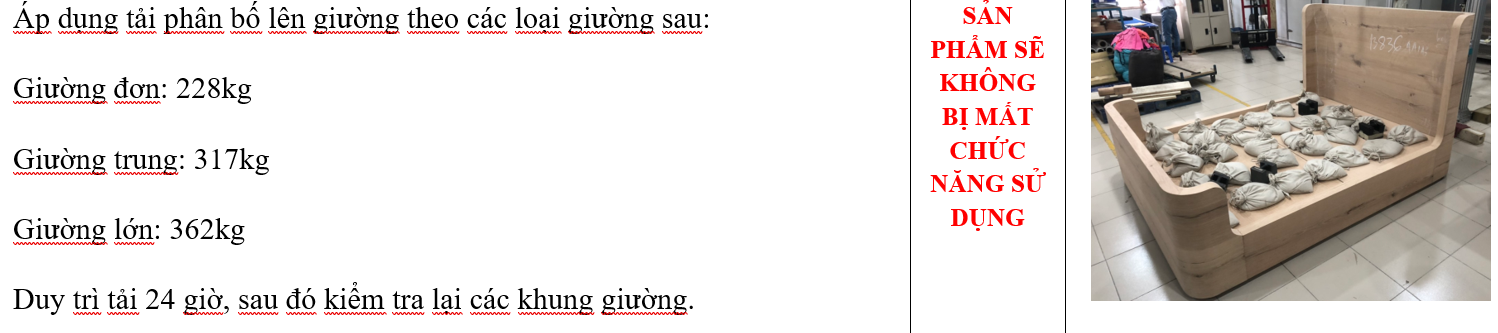 Áp dụng tải phân bố lên giường theo các loại giường sau:
Giường đơn: 228kg
Giường trung: 317kg
Giường lớn: 362kg
Duy trì tải 24 giờ, sau đó kiểm tra lại các khung giường.
SẢN
PHẨM SẼ
KHÔNG
BỊ MẤT
CHỨC
NĂNG SỬ
DỤNG